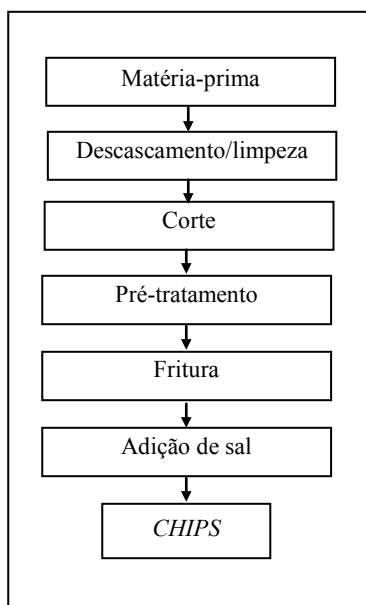 Matéria-prima
Descascamento/limpeza
Corte
Pré-tratamento
Fritura
Adição de sal
CHIPS